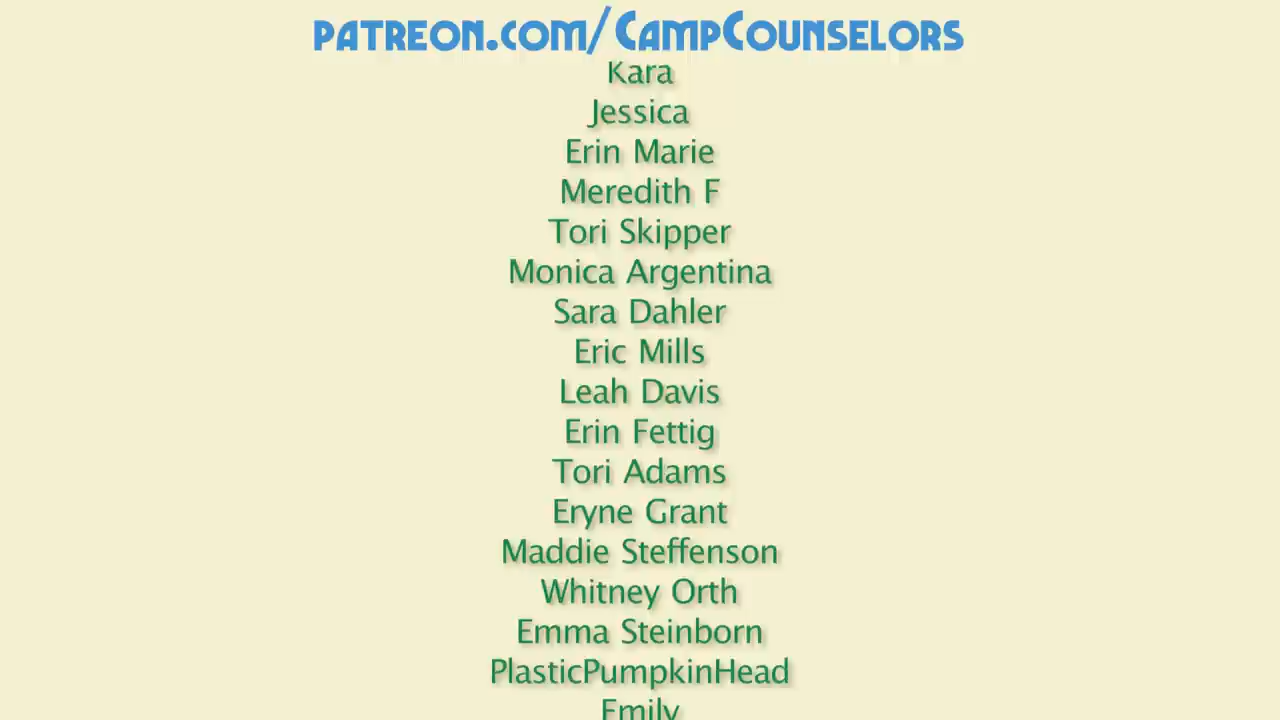 patreon.com/CampCounselors
Kara
Jessica
Erin Marie
Meredith F
Tori Skipper
Monica Argentina
Sara Dahler
Eric Mills
Leah Davis
Erin Fettig
Tori Adams
Eryne Grant
Maddie Steffenson
Whitney Orth
Emma Steinborn
PlasticPumpkinHead
Emily